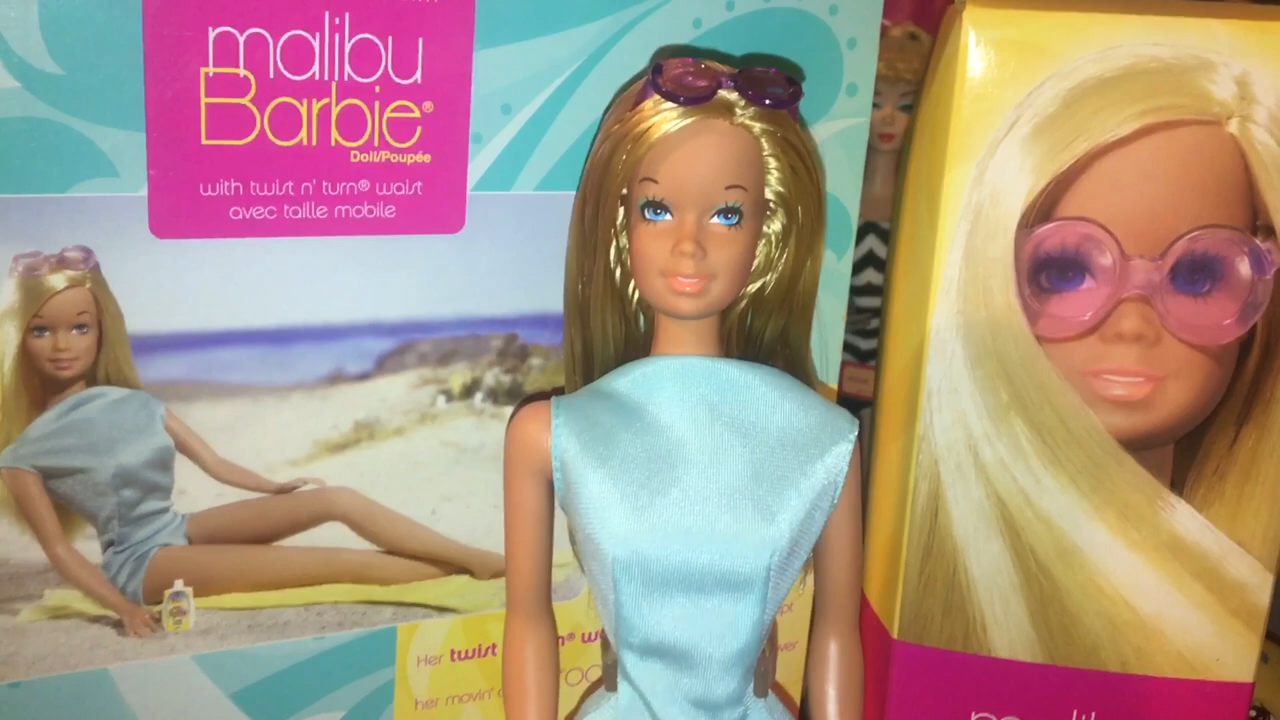 malibu
Barbie®
Doll/Poupée
with twist n' turn® waist
avec taille mobile
Her twist
her movin'